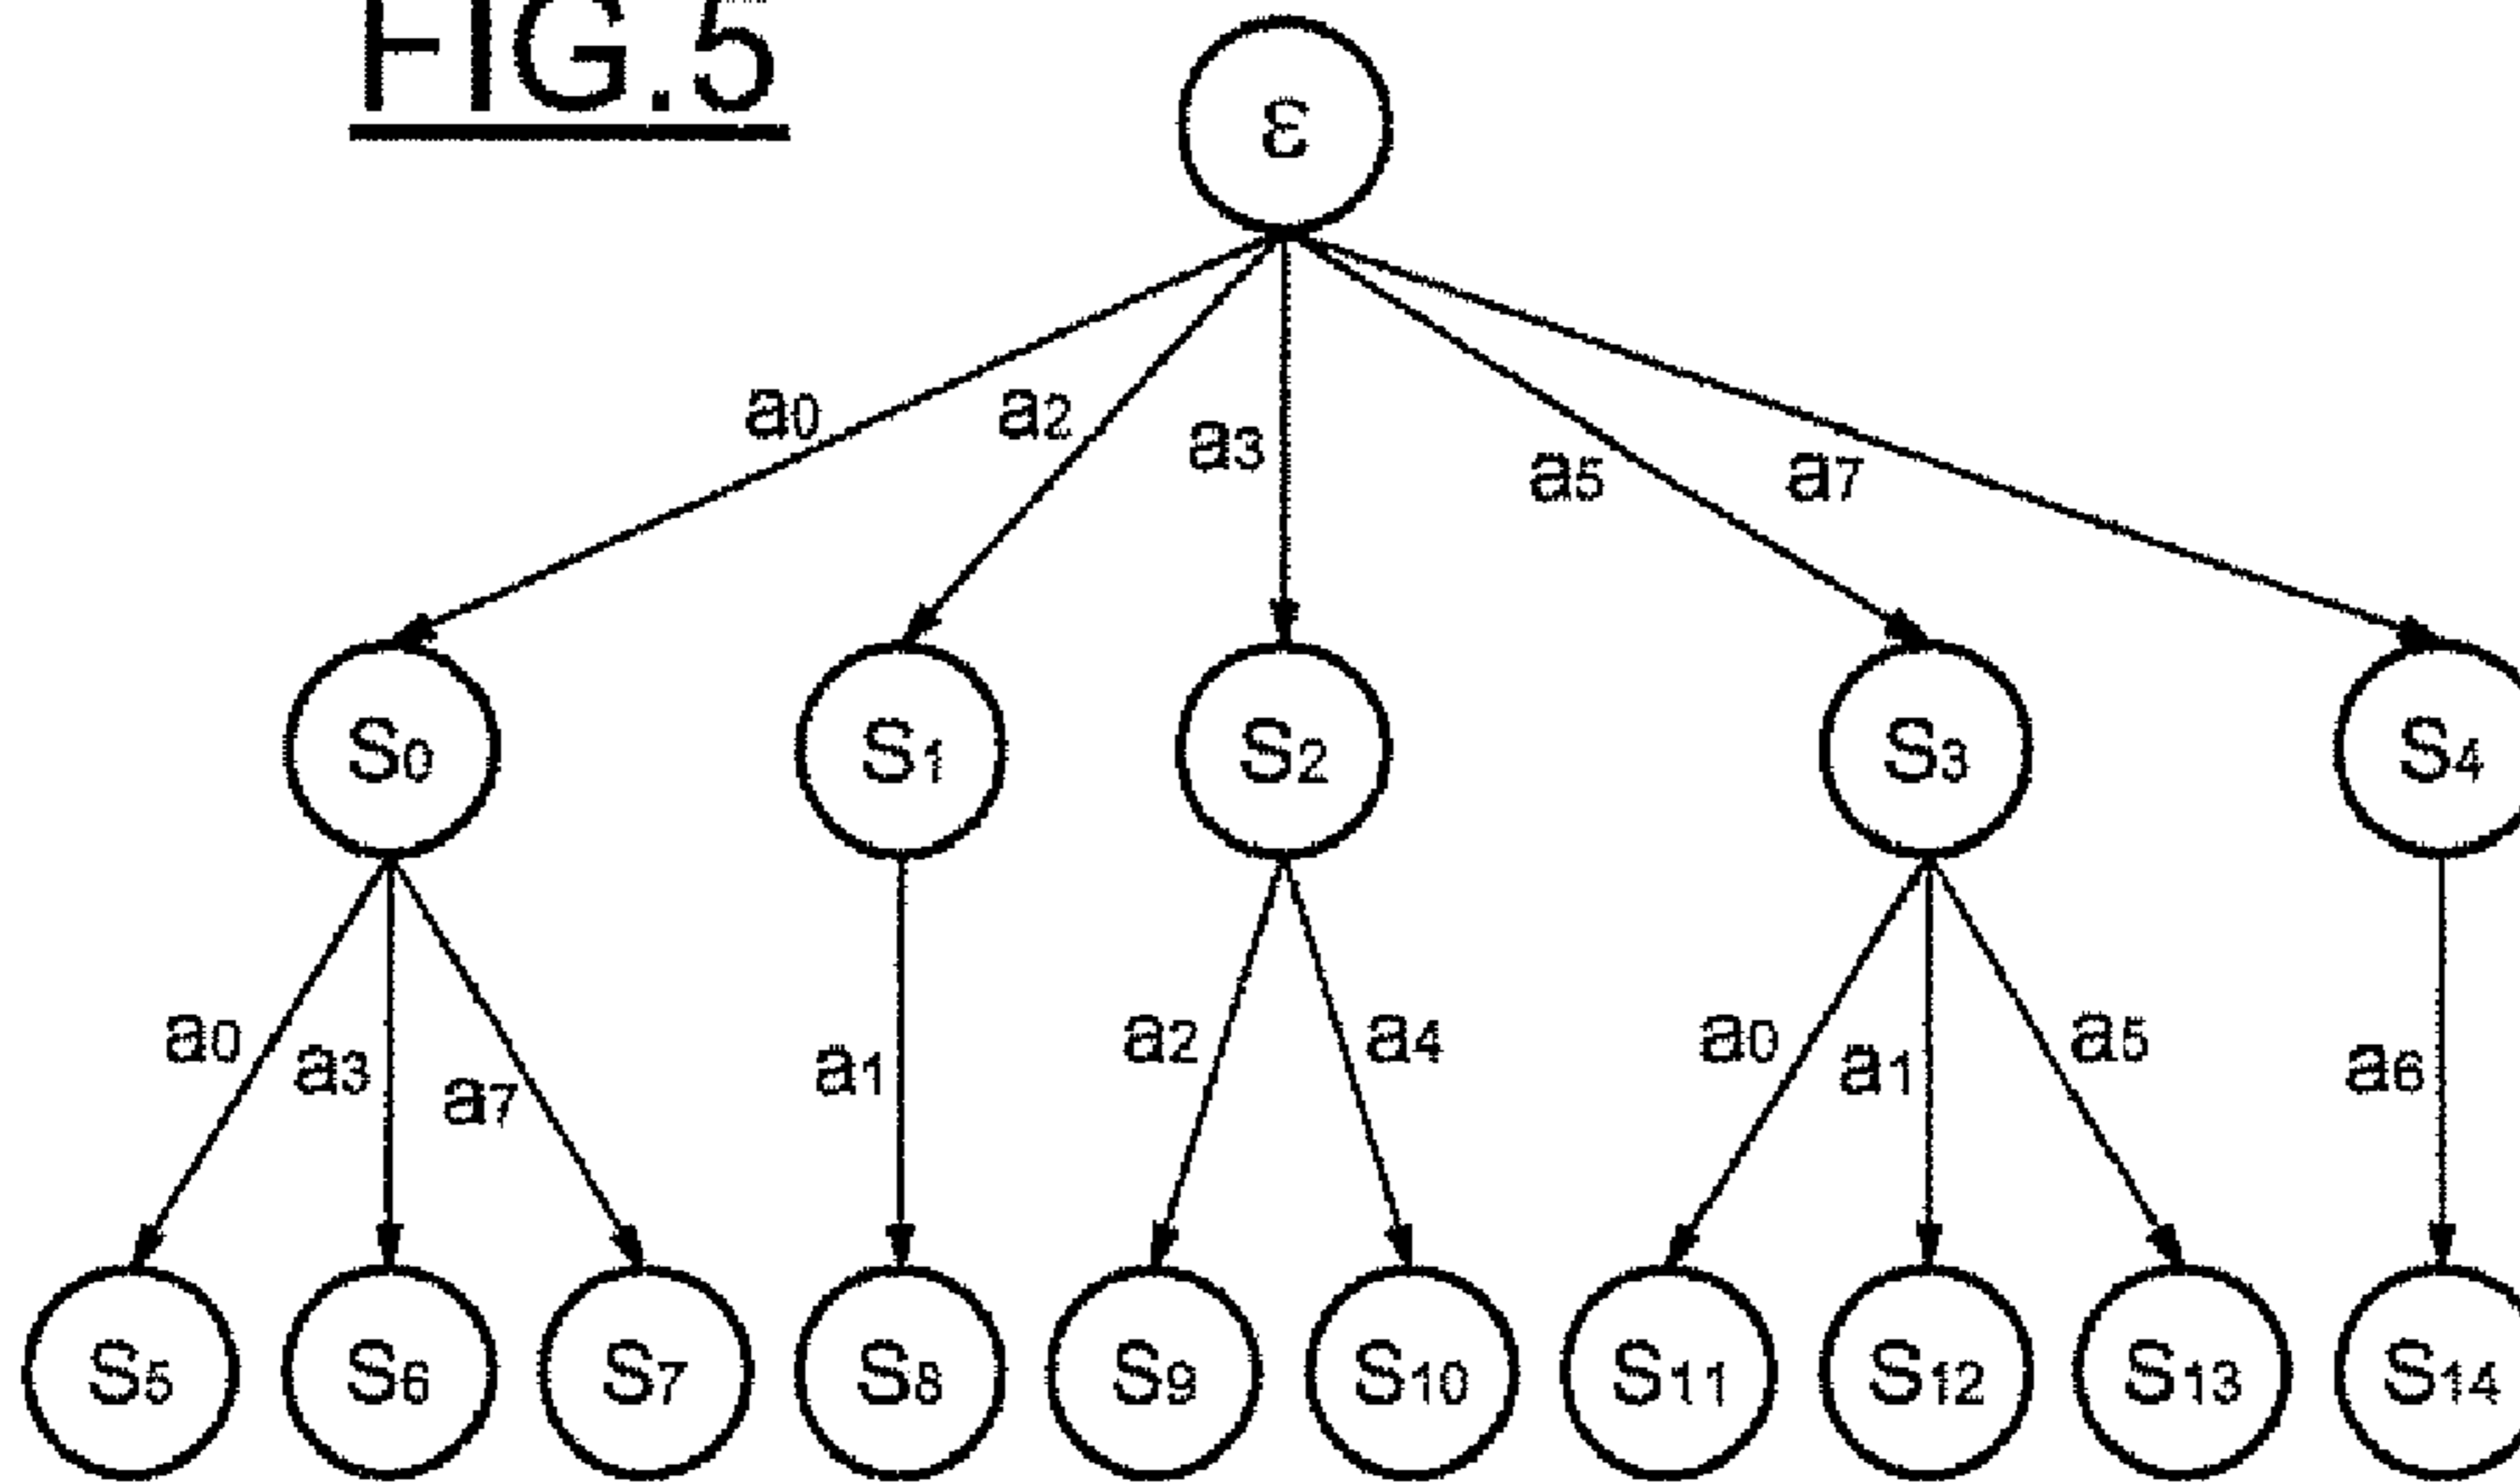 FIG.5
ε
a0 a2 a3 a5 a7
S0 S1 S2 S3 S4
a0 a3 a7 a1 a2 a4 a0 a1 a5 a6
S5 S6 S7 S8 S9 S10 S11 S12 S13 S14